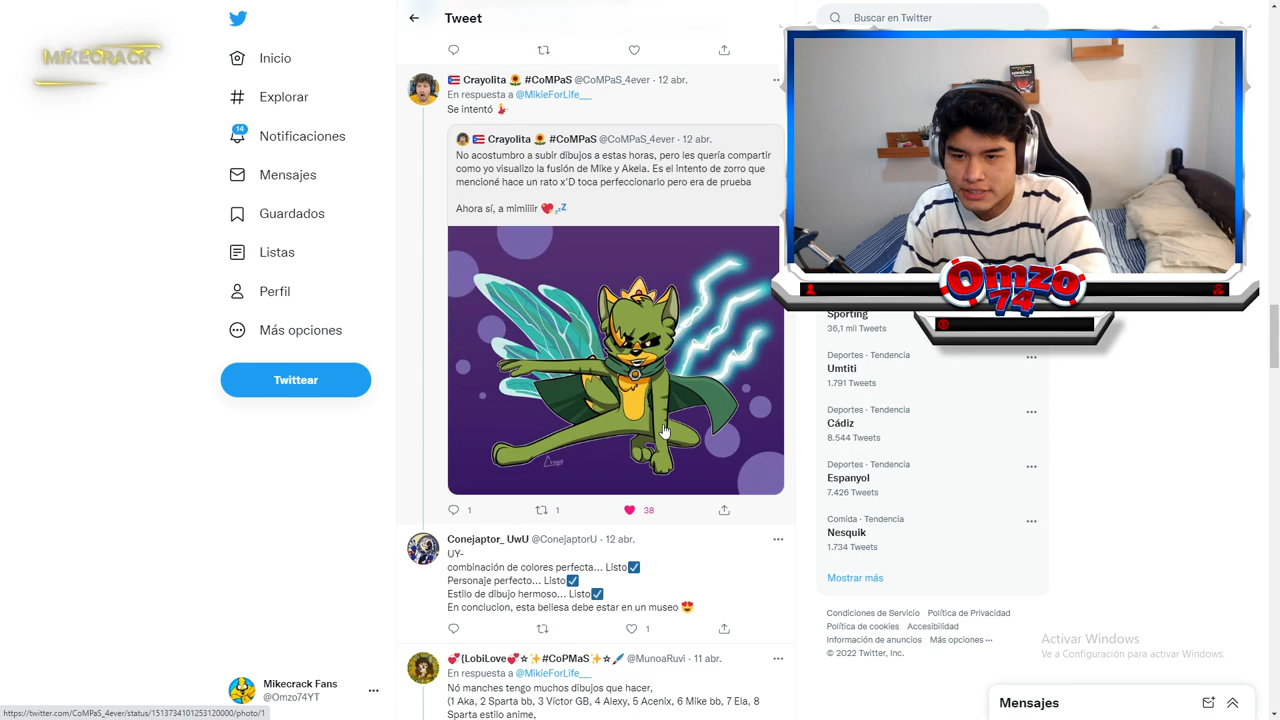 MIKECRACK
Inicio
Explorar
14
Notificaciones
Mensajes
Guardados
Listas
Perfil
Más opciones
Twittear
Mikecrack Fans
@Omzo74YT
https://twitter.com/CoMPaS_4ever/status/1513734101253120000/photo/1
Tweet
Crayolita #CoMPaS @CoMPaS_4ever · 12 abr.
En respuesta a @MikieForLife___
Se intentó
Crayolita #CoMPaS @CoMPaS_4ever · 12 abr.
No acostumbro a subir dibujos a estas horas, pero les quería compartir
como yo visualizo la fusión de Mike y Akela. Es el intento de zorro que
mencioné hace un rato x'D toca perfeccionarlo pero era de prueba
Ahora sí, a mimiiiir
1 1 38
Conejaptor_ UwU @ConejaptorU · 12 abr.
UY-
combinación de colores perfecta... Listo
Personaje perfecto... Listo
Estilo de dibujo hermoso... Listo
En conclucion, esta bellesa debe estar en un museo
1
{LobiLove #CoPMaS @MunoaRuvi · 11 abr.
En respuesta a @MikieForLife___
Nó manches tengo muchos dibujos que hacer,
(1 Aka, 2 Sparta bb, 3 Víctor GB, 4 Alexy, 5 Acenix, 6 Mike bb, 7 Ela, 8
Sparta estilo anime,
Buscar en Twitter
Omzo
74
Sporting
36,1 mil Tweets
Deportes · Tendencia
Umtiti
1.791 Tweets
Deportes · Tendencia
Cádiz
8.544 Tweets
Deportes · Tendencia
Espanyol
7.426 Tweets
Comida · Tendencia
Nesquik
1.734 Tweets
Mostrar más
Condiciones de Servicio Política de Privacidad
Política de cookies Accesibilidad
Información de anuncios Más opciones
© 2022 Twitter, Inc.
Activar Windows
Ve a Configuración para activar Windows.
Mensajes